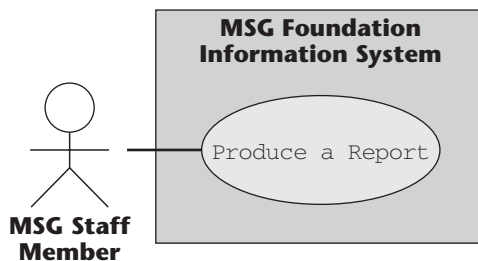 MSG Foundation
Information System
Produce a Report
MSG Staff
Member